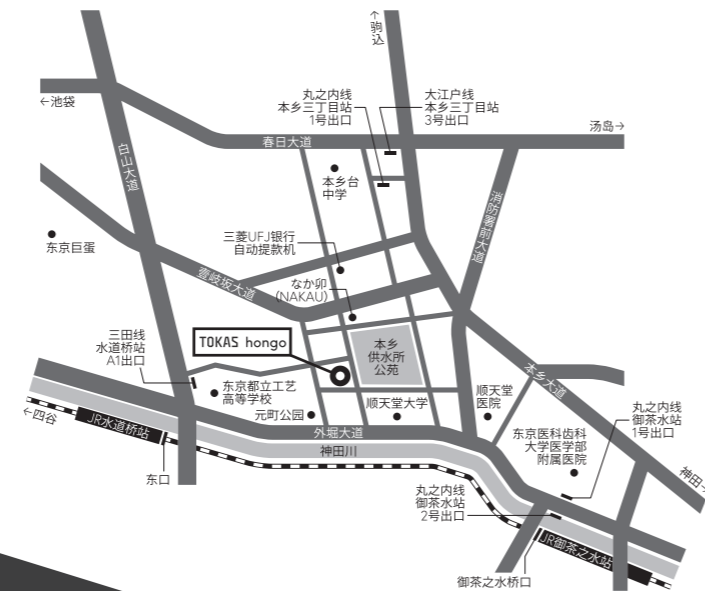 ←駒込
←池袋
丸之内线
本乡三丁目站
1号出口
大江户线
本乡三丁目站
3号出口
汤岛→
春日大道
白山大道
本乡台
中学
消防署前大道
东京巨蛋
三菱UFJ银行
自动提款机
壹岐坂大道
なか卯
(NAKAU)
三田线
水道桥站
A1出口
TOKAS hongo
本乡
供水所
公苑
东京都立工艺
高等学校
元町公园
顺天堂大学
顺天堂
医院
本乡大道
←四谷
JR水道桥站
外堀大道
神田川
东京医科齿科
大学医学部
附属医院
丸之内线
御茶水站
1号出口
东口
丸之内线
御茶水站
2号出口
神田→
JR御茶之水站
御茶之水桥口